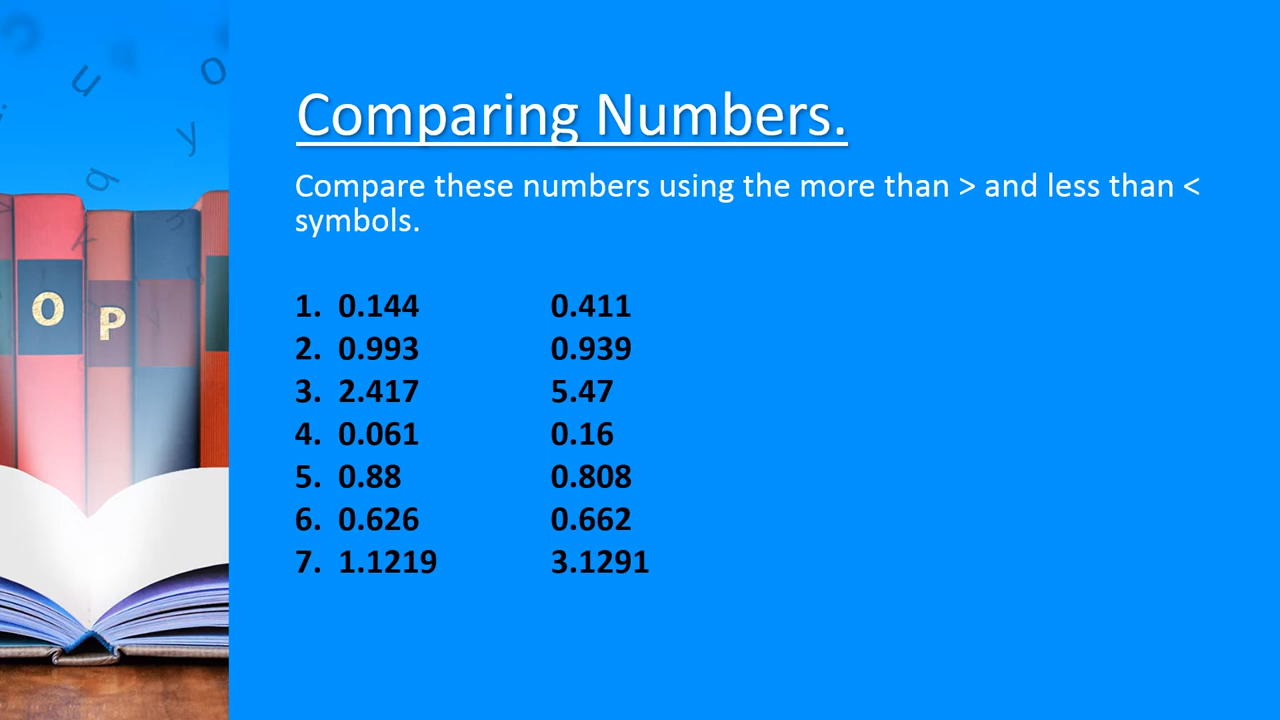 Comparing Numbers.
Compare these numbers using the more than > and less than <
symbols.
1. 0.144 0.411
2. 0.993 0.939
3. 2.417 5.47
4. 0.061 0.16
5. 0.88 0.808
6. 0.626 0.662
7. 1.1219 3.1291
u
o
y
q
k
O
P